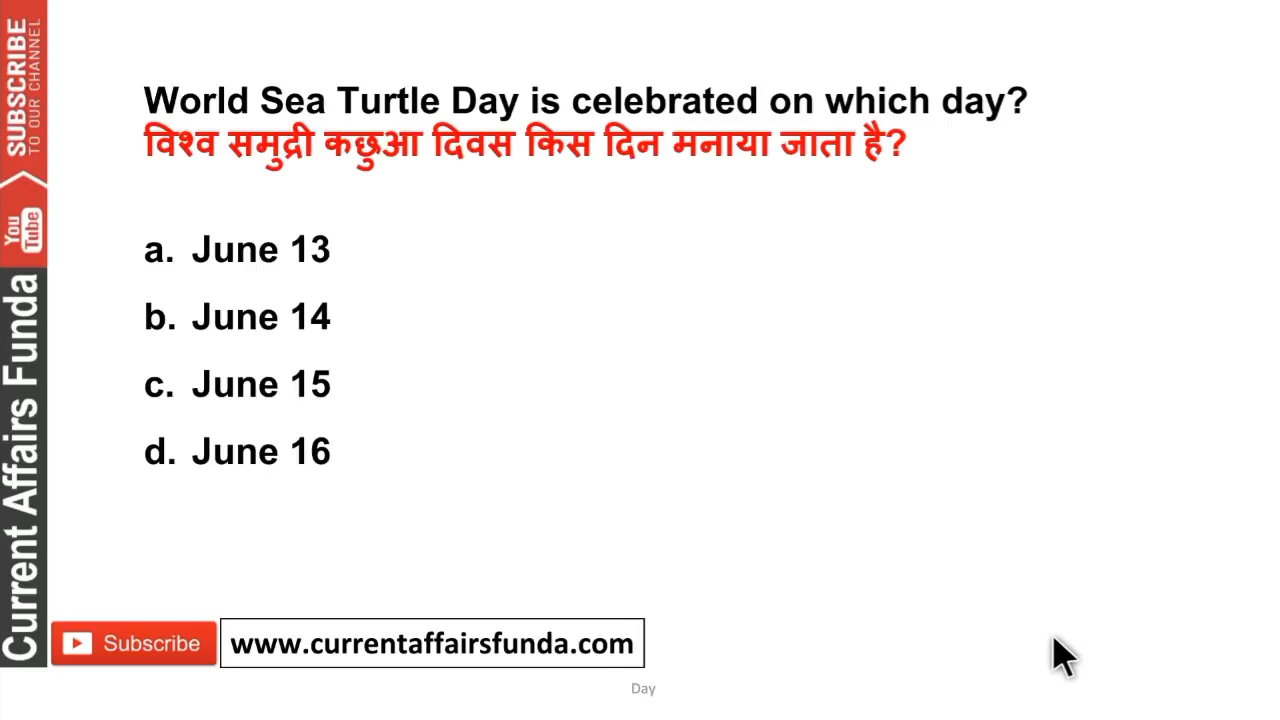 World Sea Turtle Day is celebrated on which day?
विश्व समुद्री कछुआ दिवस किस दिन मनाया जाता है?
a. June 13
b. June 14
c. June 15
d. June 16
SUBSCRIBE
TO OUR CHANNEL
You
Tube
Current Affairs Funda
Subscribe
www.currentaffairsfunda.com
Day